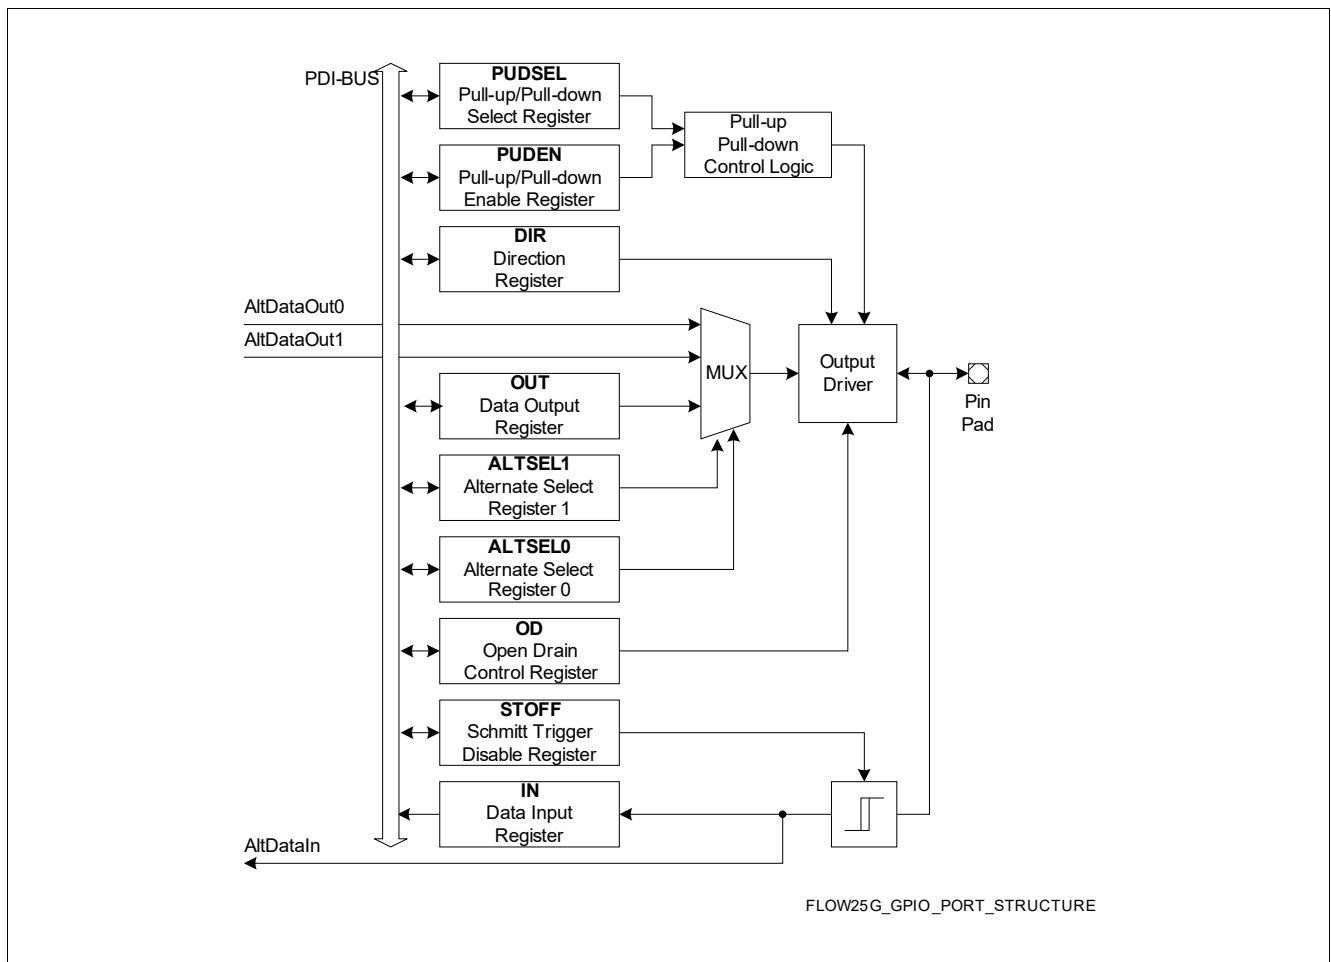 PDI-BUS
PUDSEL
Pull-up/Pull-down
Select Register
Pull-up
Pull-down
Control Logic
PUDEN
Pull-up/Pull-down
Enable Register
DIR
Direction
Register
AltDataOut0
AltDataOut1
MUX
Output
Driver
Pin
Pad
OUT
Data Output
Register
ALTSEL1
Alternate Select
Register 1
ALTSEL0
Alternate Select
Register 0
OD
Open Drain
Control Register
STOFF
Schmitt Trigger
Disable Register
IN
Data Input
Register
AltDataIn
FLOW25G_GPIO_PORT_STRUCTURE